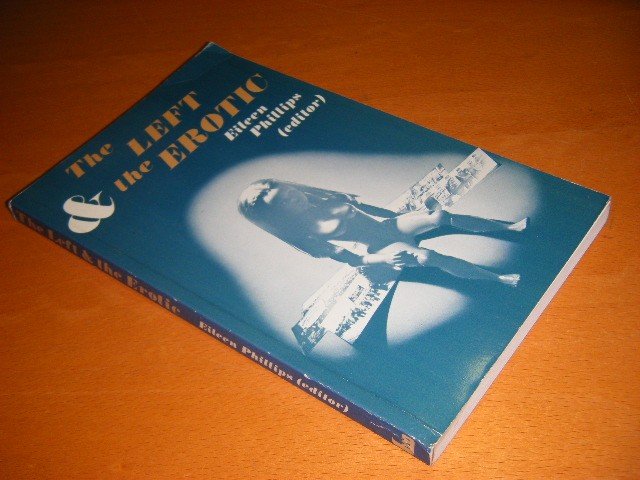 The LEFT
& the EROTIC
Eileen
Phillips
(editor)
The Left & the Erotic Eileen Phillips (editor)